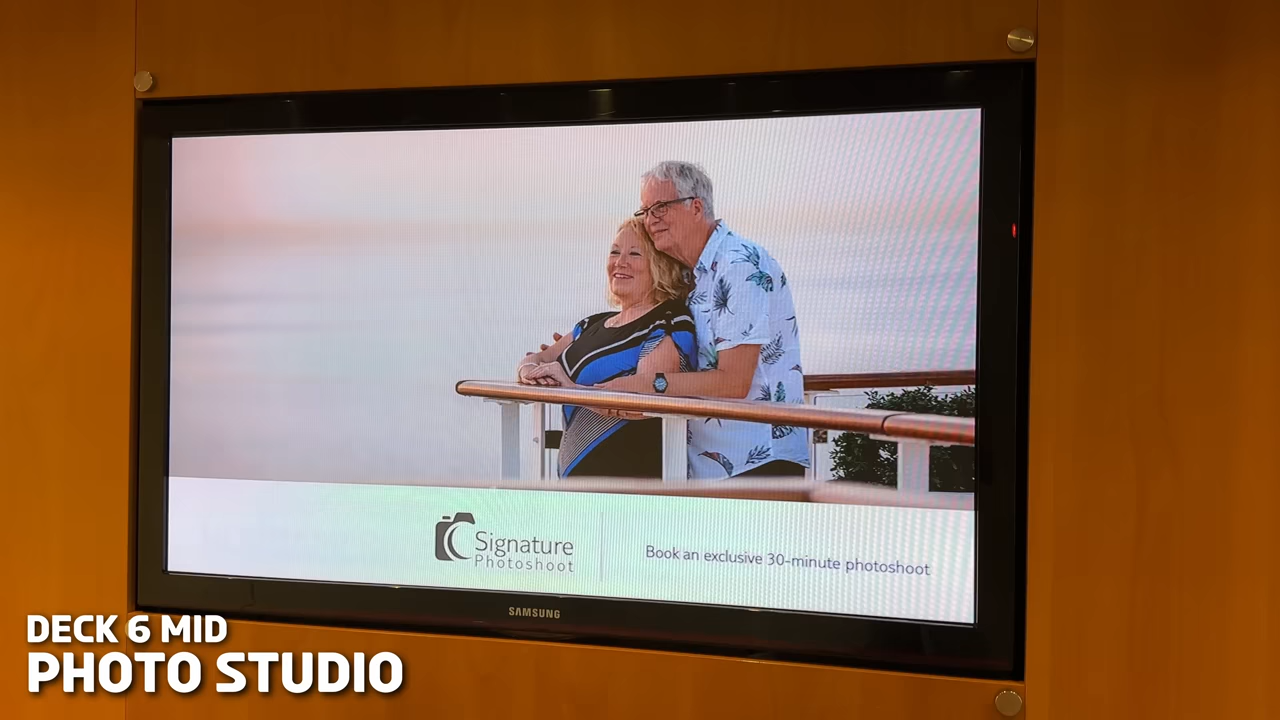 Signature
Photoshoot
Book an exclusive 30-minute photoshoot
SAMSUNG
DECK 6 MID
PHOTO STUDIO